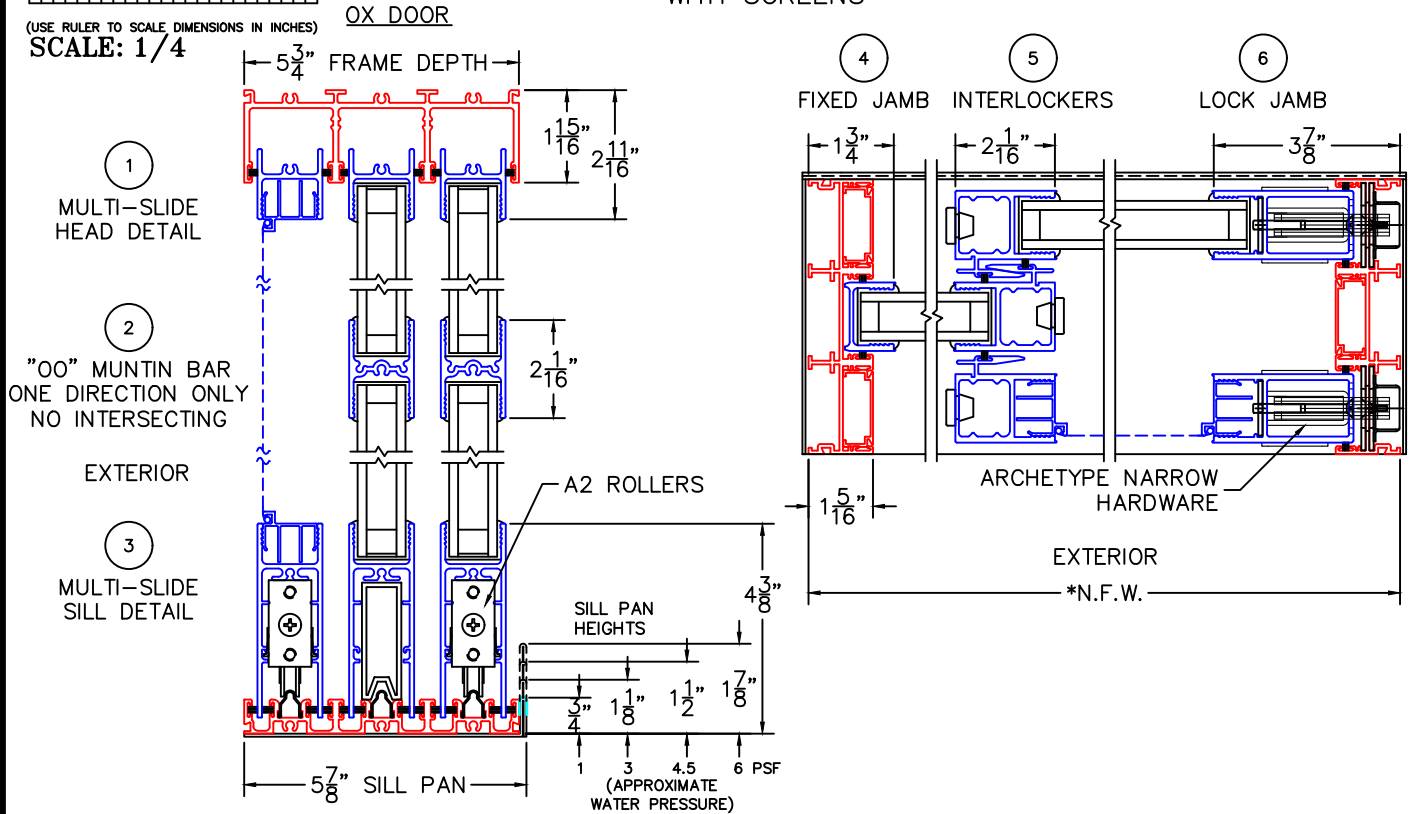 WITH SCREENS
OX DOOR
(USE RULER TO SCALE DIMENSIONS IN INCHES)
SCALE: 1/4
5 3/4" FRAME DEPTH
1 15/16"
2 11/16"
1
MULTI-SLIDE
HEAD DETAIL
2
"OO" MUNTIN BAR
ONE DIRECTION ONLY
NO INTERSECTING
2 1/16"
EXTERIOR
A2 ROLLERS
3
MULTI-SLIDE
SILL DETAIL
SILL PAN
HEIGHTS
4 3/8"
3/4"
1 1/8"
1 1/2"
1 7/8"
1 3 4.5 6 PSF
(APPROXIMATE
WATER PRESSURE)
5 7/8" SILL PAN
4
FIXED JAMB
5
INTERLOCKERS
6
LOCK JAMB
1 3/4"
2 1/16"
3 7/8"
ARCHETYPE NARROW
HARDWARE
1 5/16"
EXTERIOR
*N.F.W.